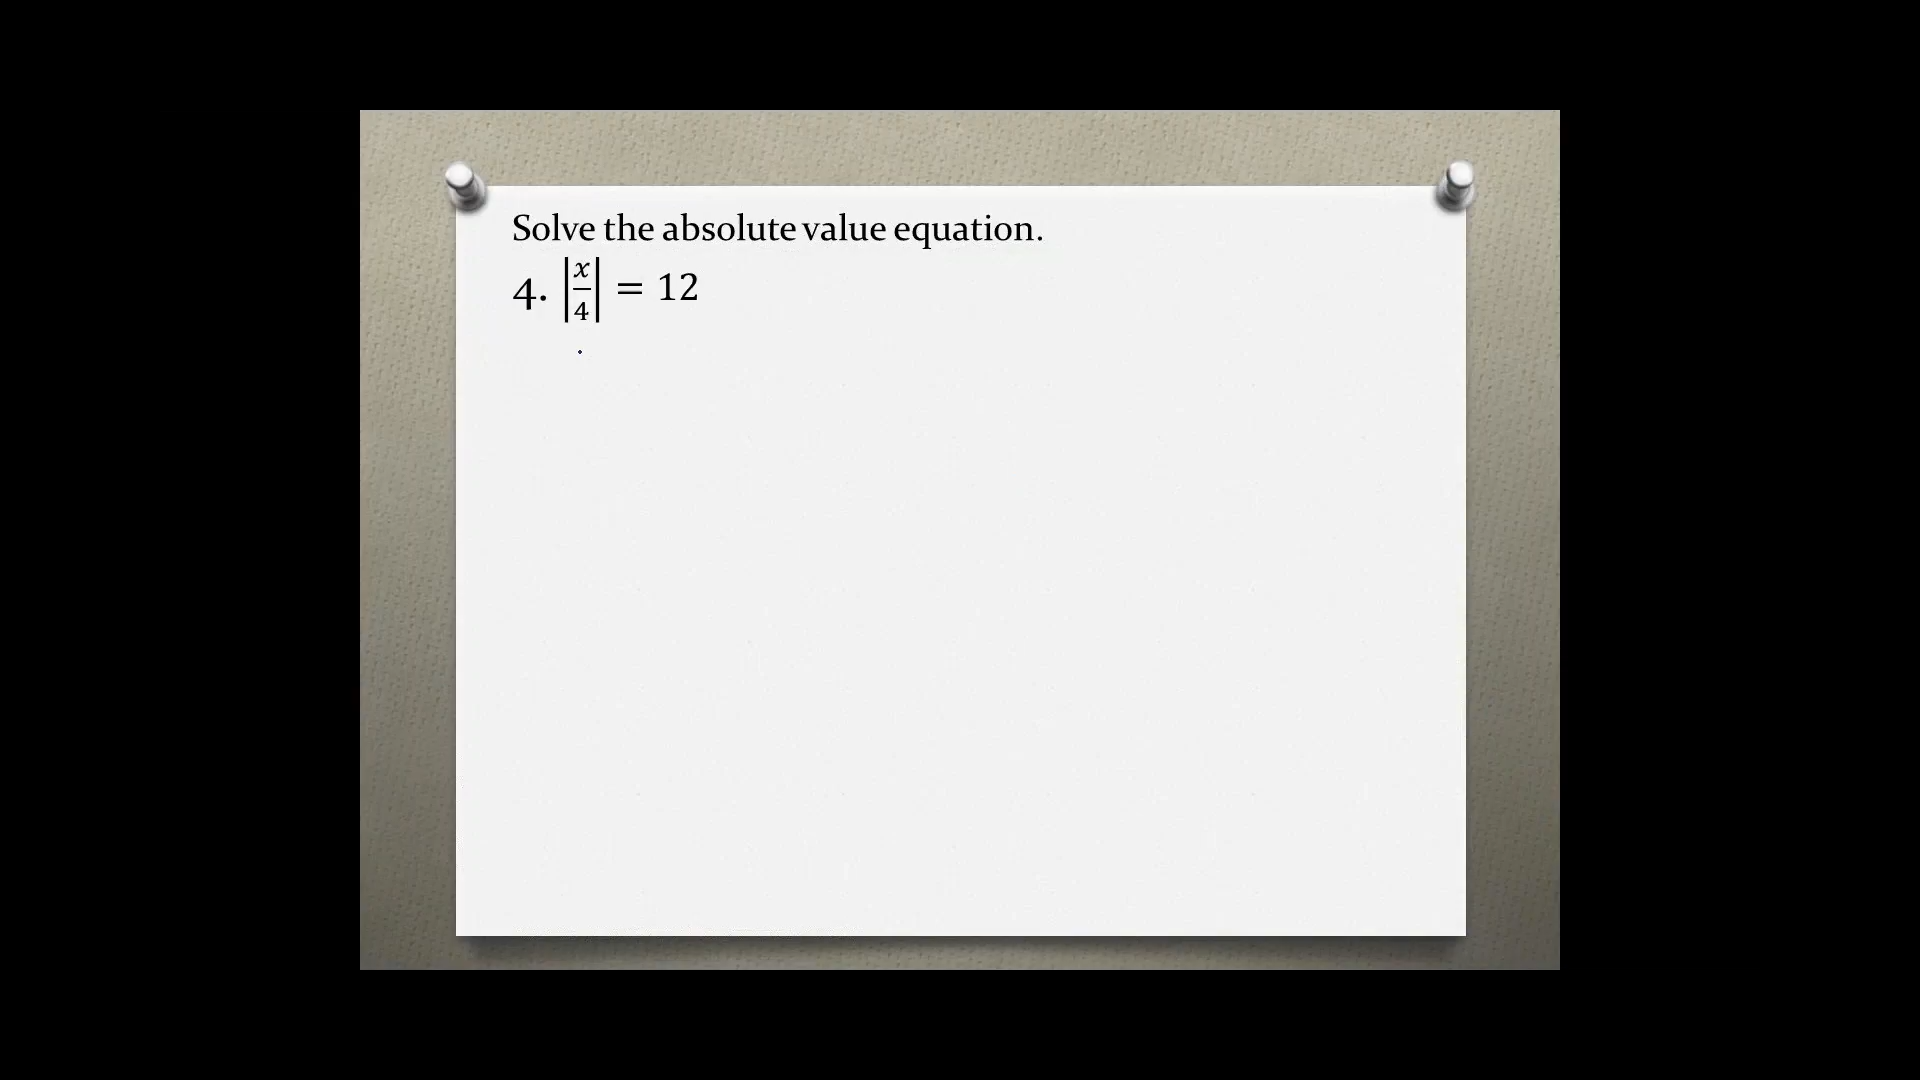 Solve the absolute value equation.
4. |x/4| = 12